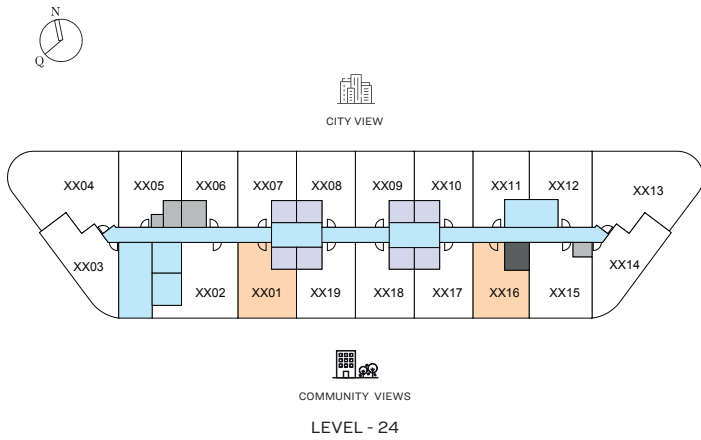 N
Q
CITY VIEW
XX04 XX05 XX06 XX07 XX08 XX09 XX10 XX11 XX12 XX13
XX03 XX14
XX02 XX01 XX19 XX18 XX17 XX16 XX15
COMMUNITY VIEWS
LEVEL - 24